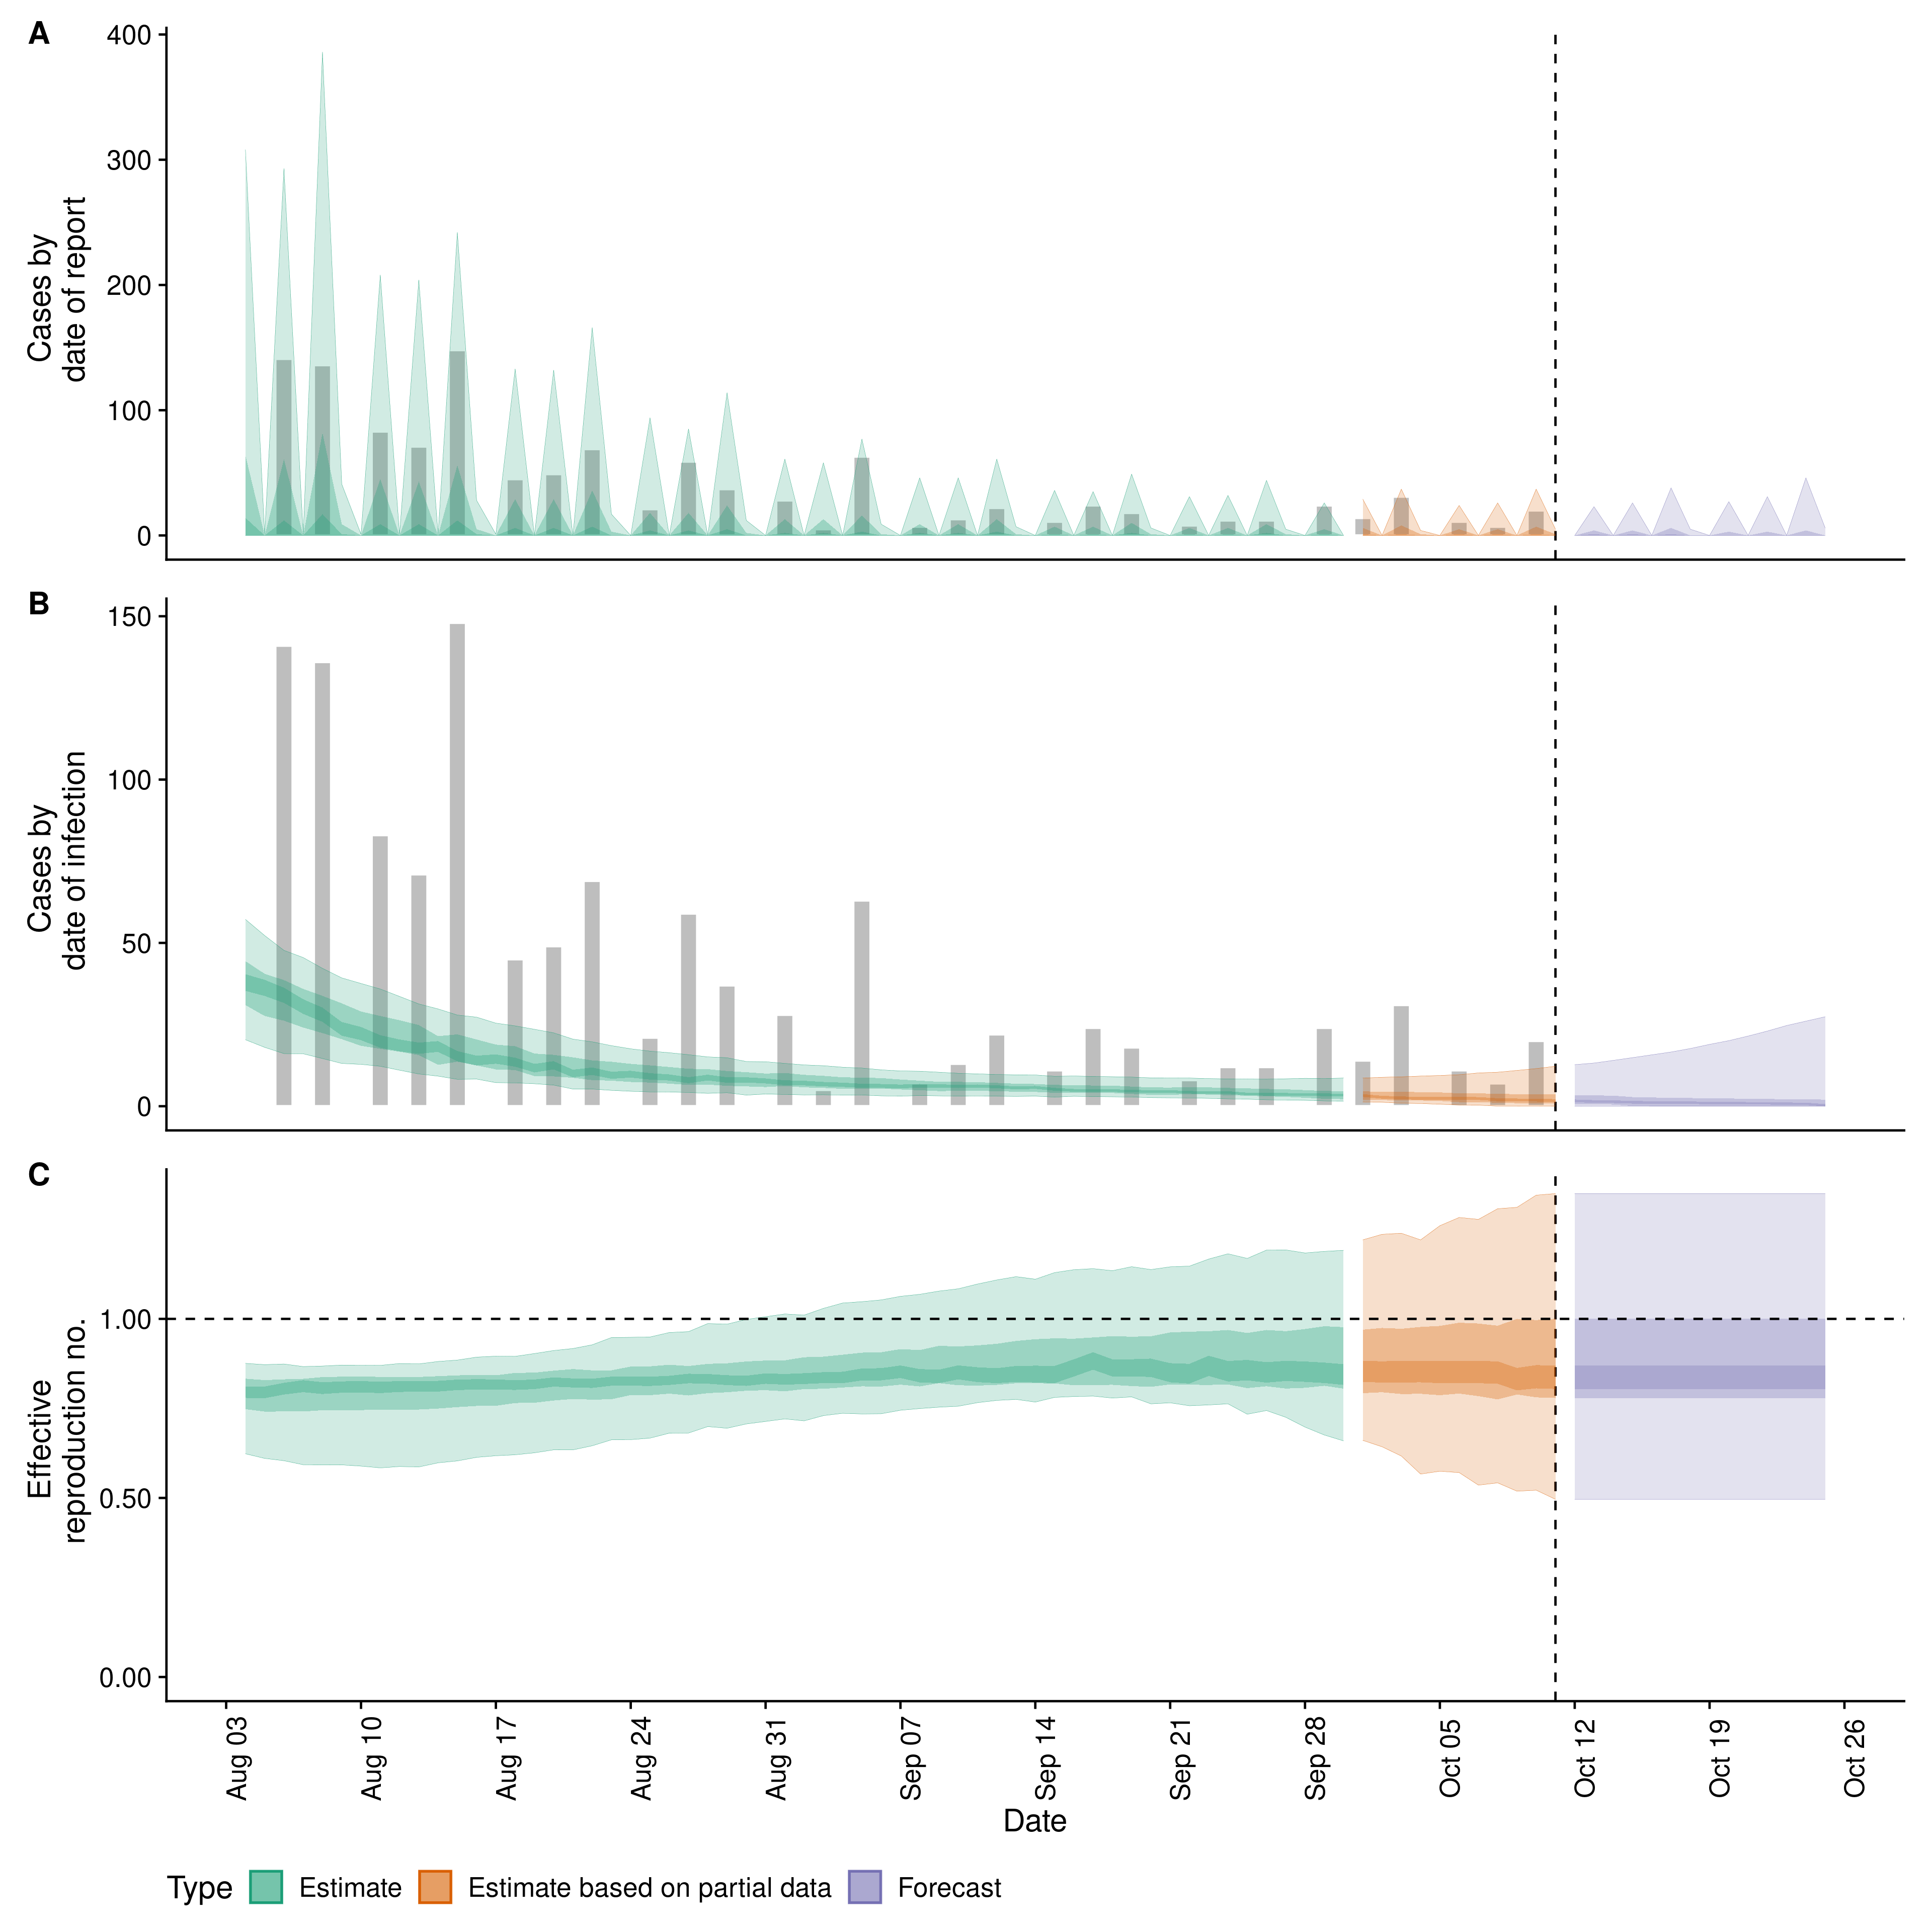 A
400
300
200
100
0
Cases by
date of report
B
150
100
50
0
Cases by
date of infection
C
1.00
0.50
0.00
Effective
reproduction no.
Aug 03
Aug 10
Aug 17
Aug 24
Aug 31
Sep 07
Sep 14
Sep 21
Sep 28
Oct 05
Oct 12
Oct 19
Oct 26
Date
Type Estimate Estimate based on partial data Forecast